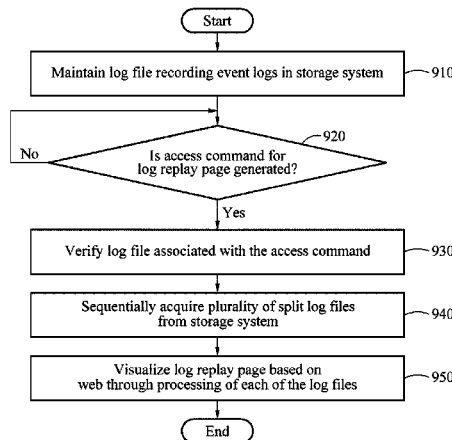 Start
Maintain log file recording event logs in storage system
910
920
Is access command for
log replay page generated?
No
Yes
Verify log file associated with the access command
930
Sequentially acquire plurality of split log files
from storage system
940
Visualize log replay page based on
web through processing of each of the log files
950
End